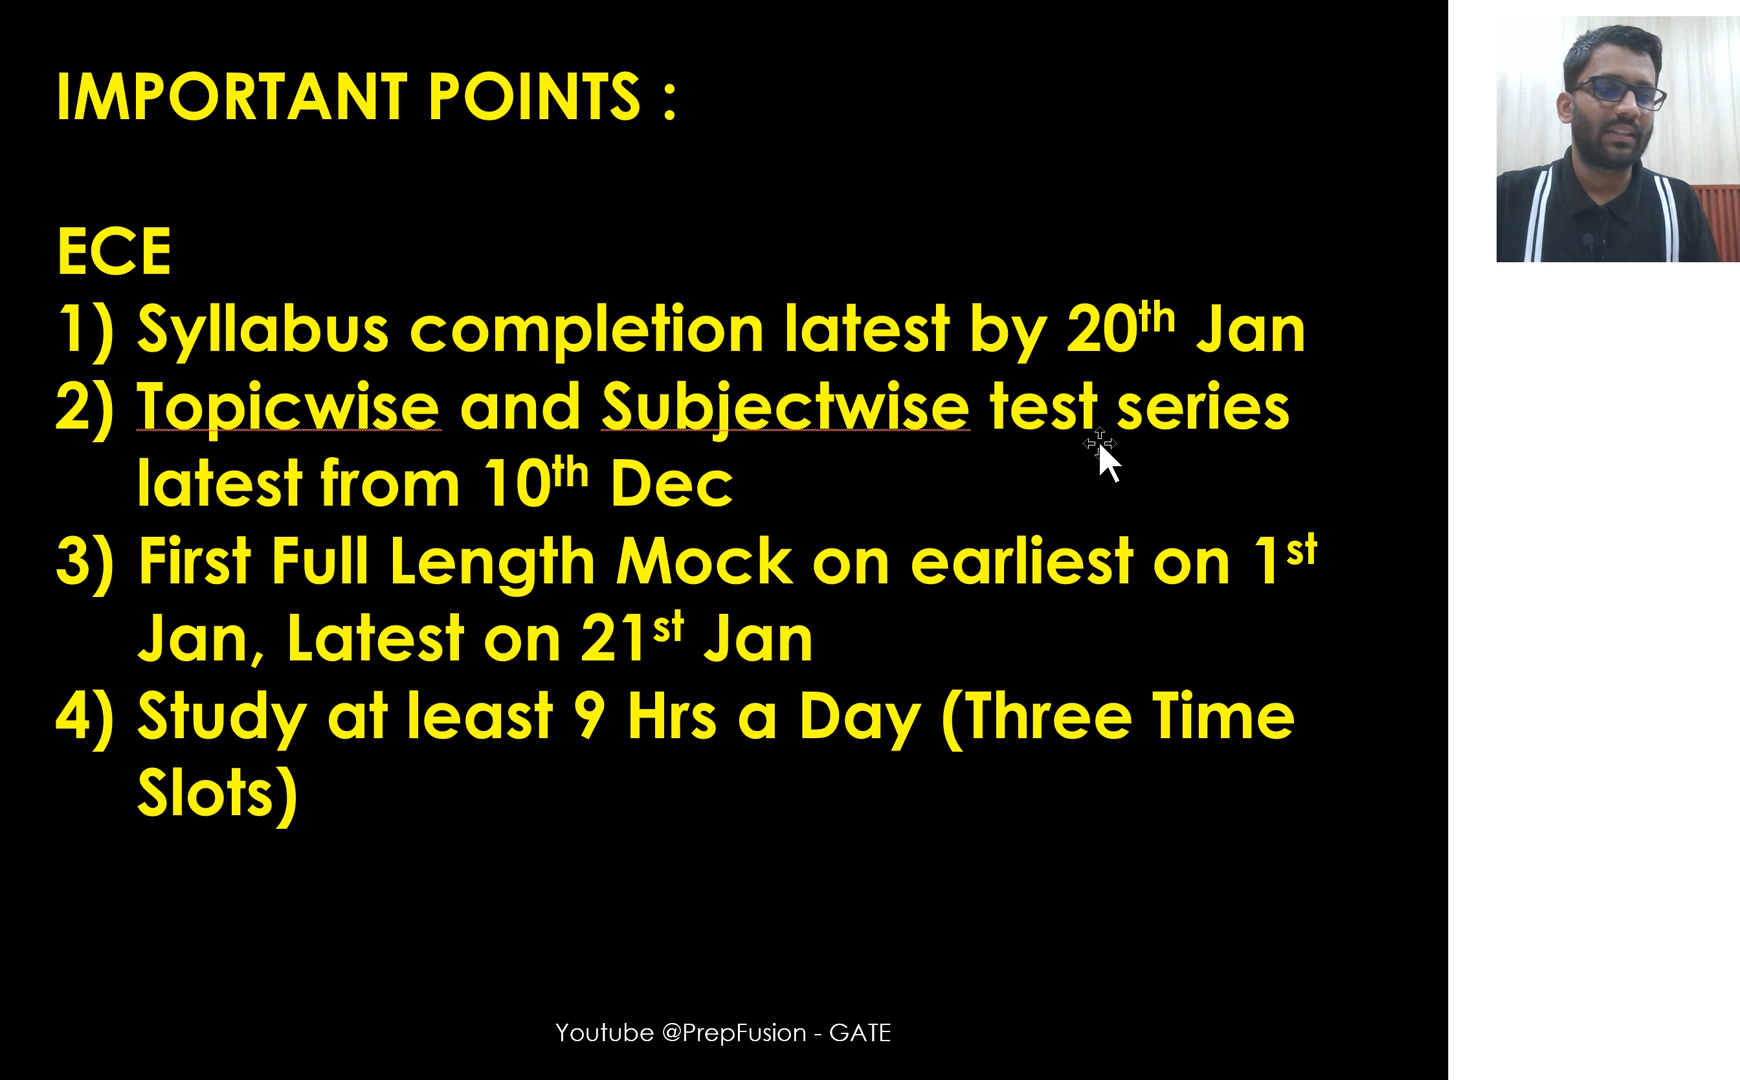 IMPORTANT POINTS :
ECE
1) Syllabus completion latest by 20th Jan
2) Topicwise and Subjectwise test series
latest from 10th Dec
3) First Full Length Mock on earliest on 1st
Jan, Latest on 21st Jan
4) Study at least 9 Hrs a Day (Three Time
Slots)
Youtube @PrepFusion - GATE